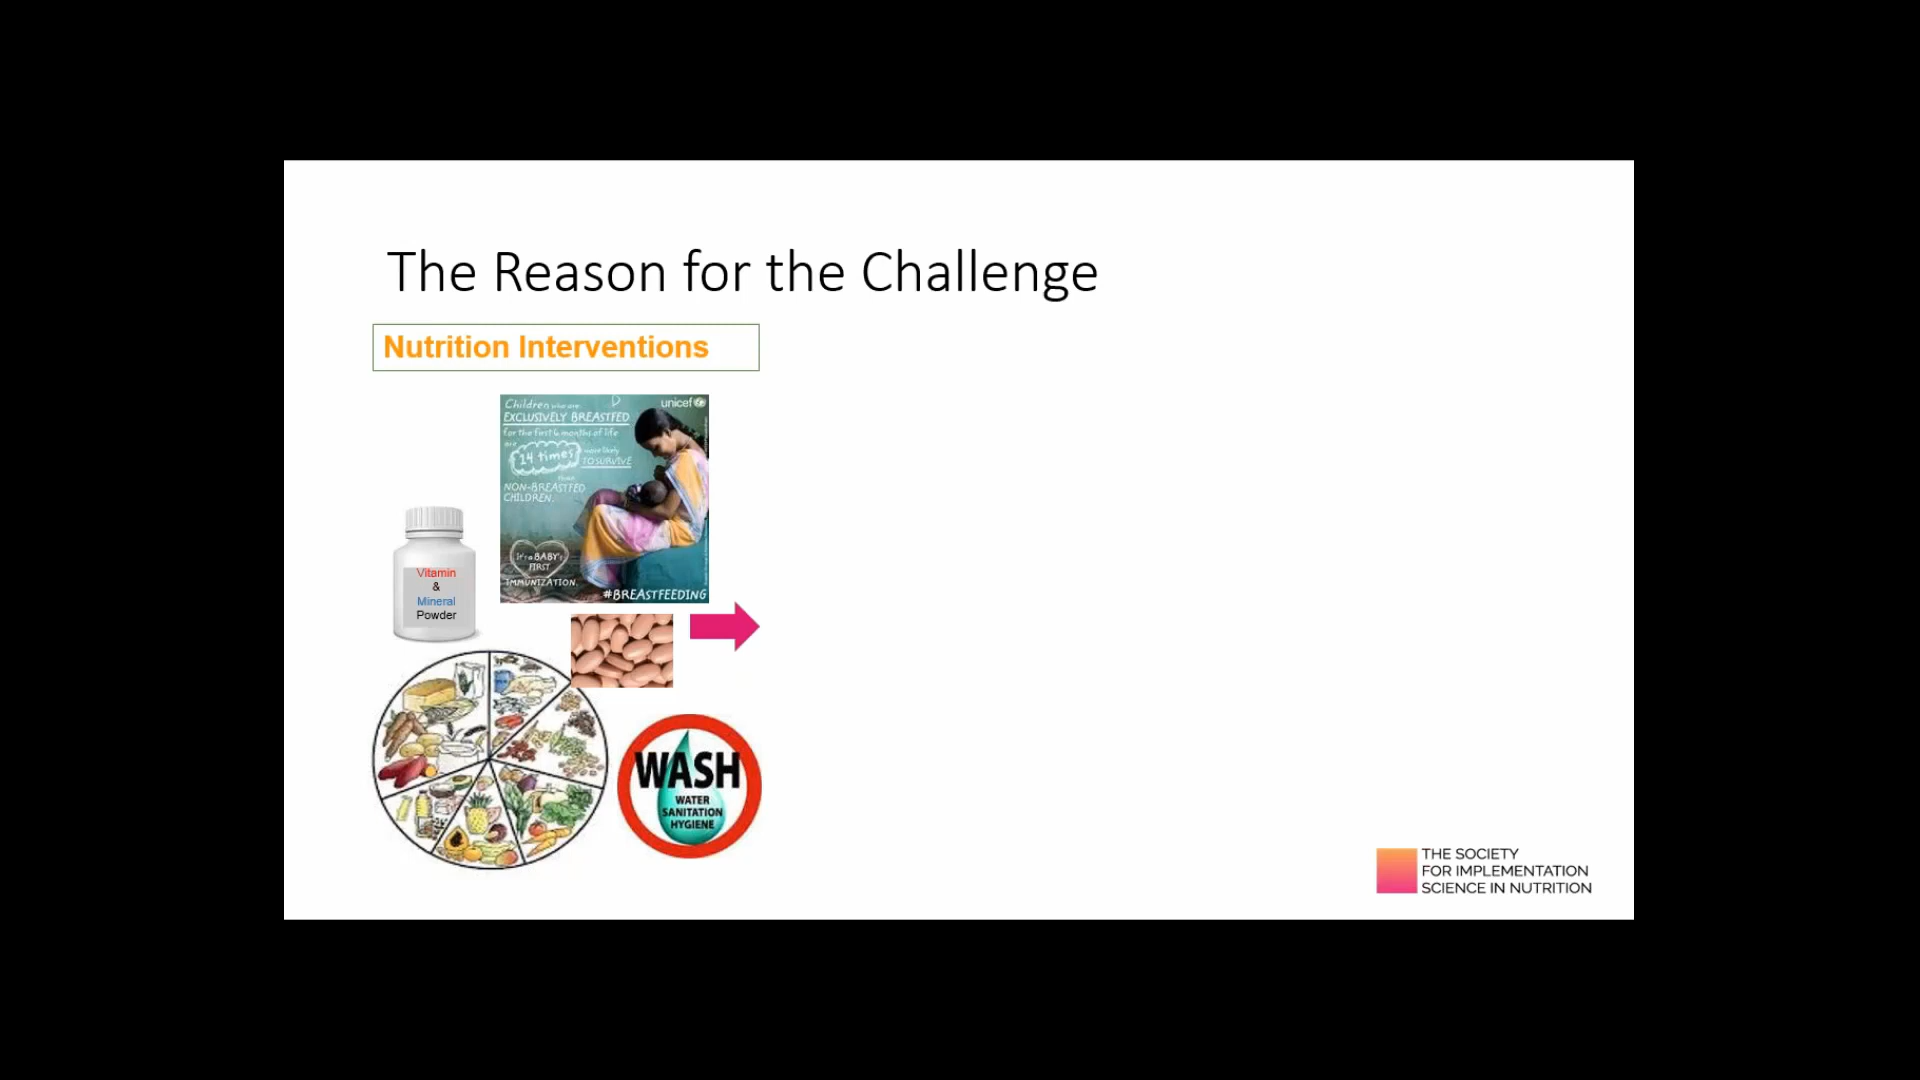 The Reason for the Challenge
Nutrition Interventions
unicef
Children who are
EXCLUSIVELY BREASTFED
for the first 6 months of life
are
14 times more likely
TO SURVIVE
than
NON-BREASTFED
CHILDREN.
It's a BABY's
FIRST
IMMUNIZATION.
#BREASTFEEDING
Vitamin
&
Mineral
Powder
WASH
WATER
SANITATION
HYGIENE
THE SOCIETY
FOR IMPLEMENTATION
SCIENCE IN NUTRITION